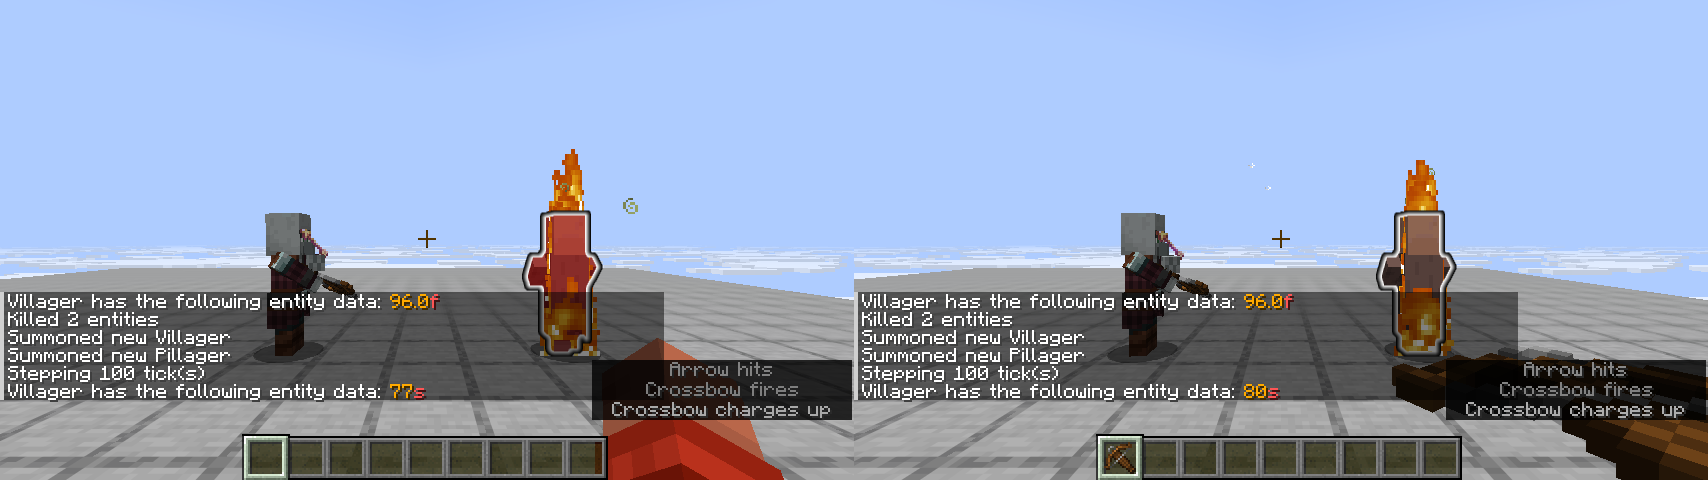 Villager has the following entity data: 96.0f
Killed 2 entities
Summoned new Villager
Summoned new Pillager
Stepping 100 tick(s)
Villager has the following entity data: 77s
Arrow hits
Crossbow fires
Crossbow charges up
Villager has the following entity data: 96.0f
Killed 2 entities
Summoned new Villager
Summoned new Pillager
Stepping 100 tick(s)
Villager has the following entity data: 80s
Arrow hits
Crossbow fires
Crossbow charges up